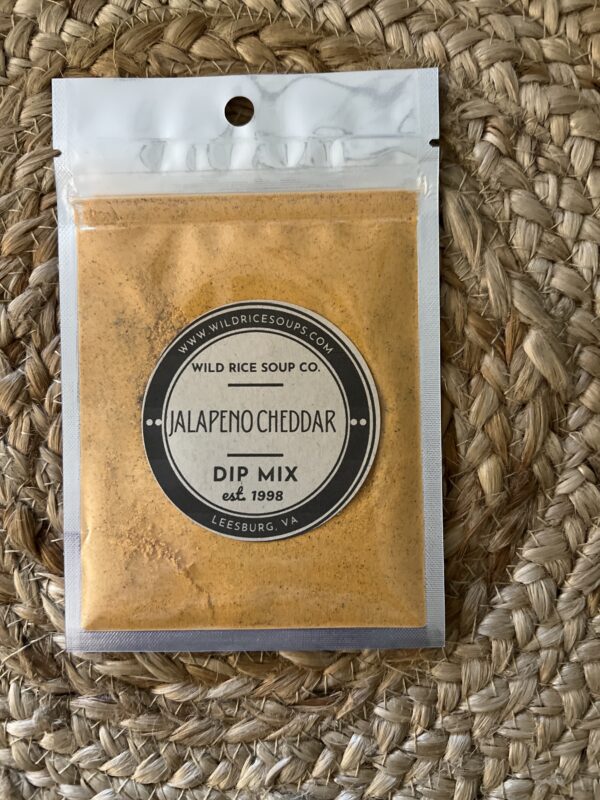 WWW.WILDRICESOUPS.COM
WILD RICE SOUP CO.
JALAPENO CHEDDAR
DIP MIX
est. 1998
LEESBURG, VA